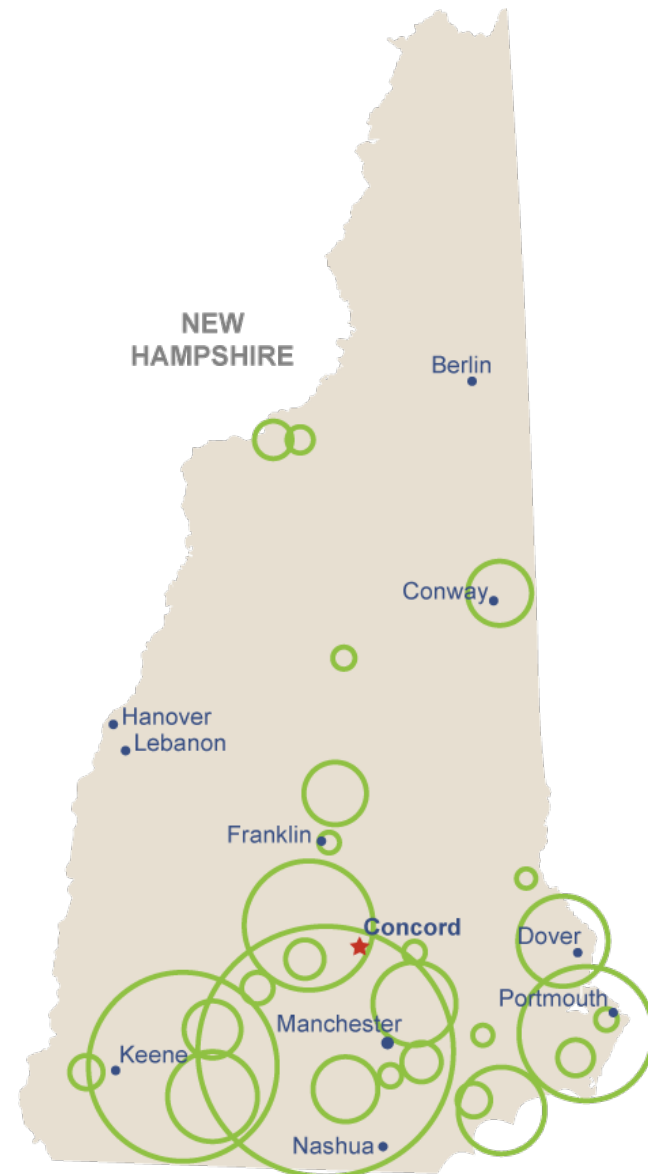 NEW
HAMPSHIRE
Berlin
Conway
Hanover
Lebanon
Franklin
Concord
Dover
Portmouth
Manchester
Keene
Nashua